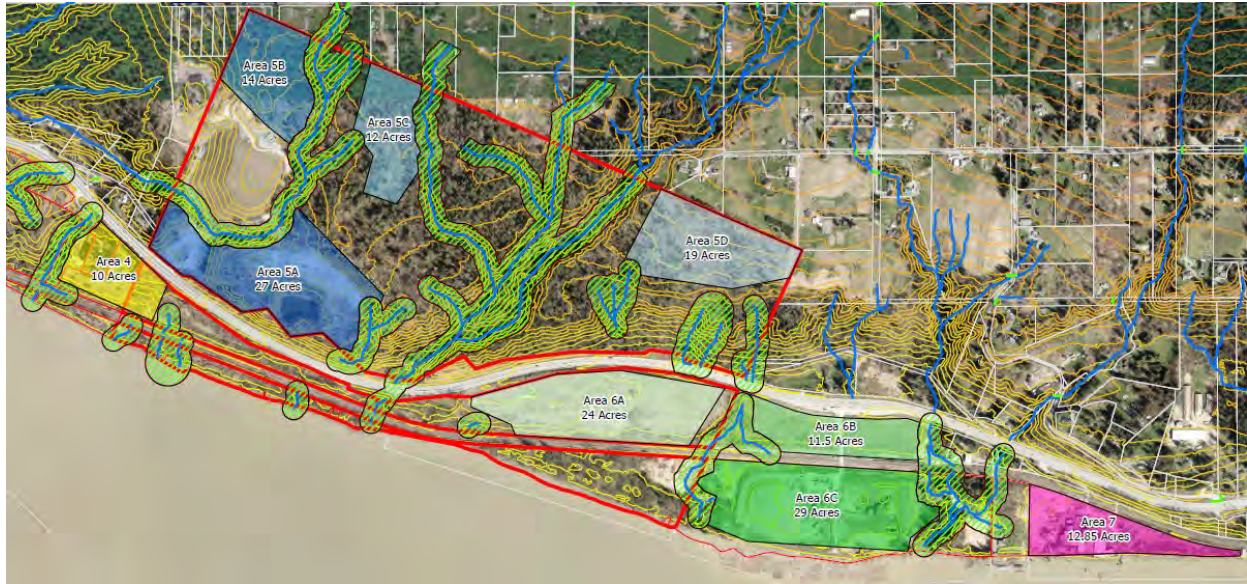 Area 5B
14 Acres
Area 5C
12 Acres
Area 5D
19 Acres
Area 4
10 Acres
Area 5A
27 Acres
Area 6A
24 Acres
Area 6B
11.5 Acres
Area 6C
29 Acres
Area 7
12.85 Acres